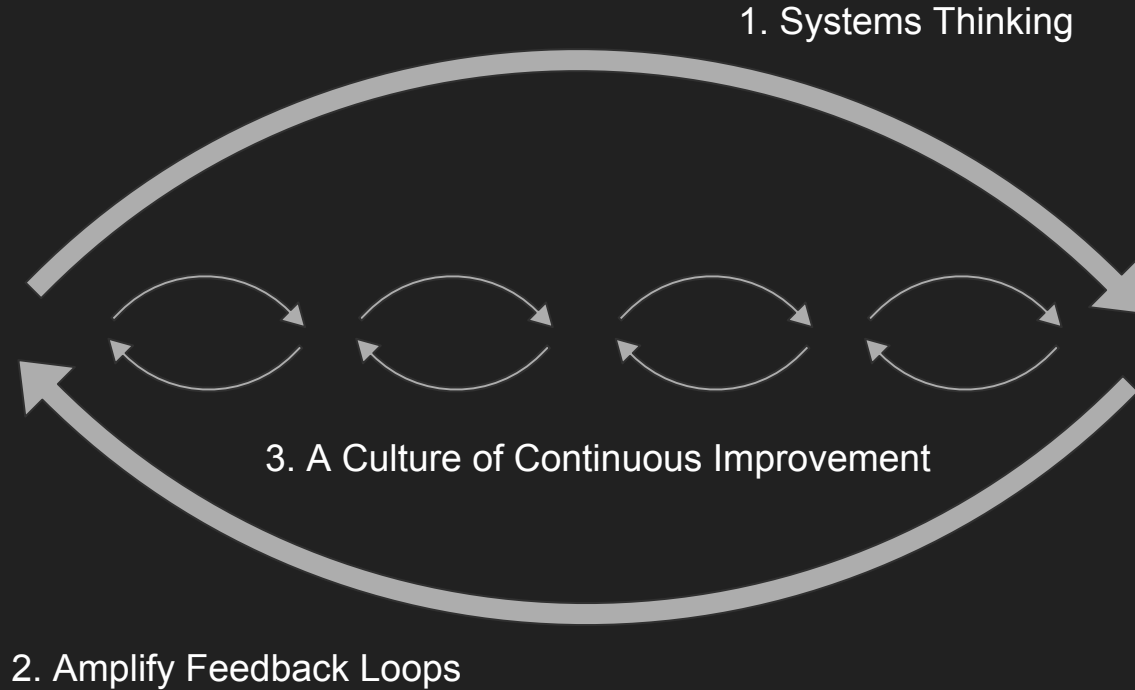 1. Systems Thinking
3. A Culture of Continuous Improvement
2. Amplify Feedback Loops